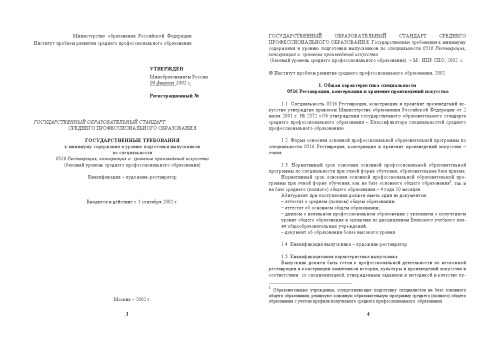 Министерство образования Российской Федерации
Институт проблем развития среднего профессионального образования
УТВЕРЖДЕН
Минобразованием России
04 февраля 2002 г.
Регистрационный №
ГОСУДАРСТВЕННЫЙ ОБРАЗОВАТЕЛЬНЫЙ СТАНДАРТ
СРЕДНЕГО ПРОФЕССИОНАЛЬНОГО ОБРАЗОВАНИЯ
ГОСУДАРСТВЕННЫЕ ТРЕБОВАНИЯ
к минимуму содержания и уровню подготовки выпускников
по специальности
0516 Реставрация, консервация и хранение произведений искусства
(базовый уровень среднего профессионального образования)
Квалификация – художник-реставратор
Вводится в действие с 1 сентября 2002 г.
Москва – 2002 г.
3
ГОСУДАРСТВЕННЫЙ ОБРАЗОВАТЕЛЬНЫЙ СТАНДАРТ СРЕДНЕГО
ПРОФЕССИОНАЛЬНОГО ОБРАЗОВАНИЯ. Государственные требования к минимуму
содержания и уровню подготовки выпускников по специальности 0516 Реставрация,
консервация и хранение произведений искусства
(базовый уровень среднего профессионального образования). – М.: ИПР СПО, 2002. с.
© Институт проблем развития среднего профессионального образования, 2002
1. Общая характеристика специальности
0516 Реставрация, консервация и хранение произведений искусства
1.1. Специальность 0516 Реставрация, консервация и хранение произведений ис-
кусства утверждена приказом Министерства образования Российской Федерации от 2
июля 2001 г. № 2572 «Об утверждении государственного образовательного стандарта
среднего профессионального образования – Классификатора специальностей среднего
профессионального образования».
1.2. Форма освоения основной профессиональной образовательной программы по
специальности 0516 Реставрация, консервация и хранение произведений искусства –
очная.
1.3. Нормативный срок освоения основной профессиональной образовательной
программы по специальности при очной форме обучения, образовательная база приема.
Нормативный срок освоения основной профессиональной образовательной про-
граммы при очной форме обучения, как на базе основного общего образования¹, так и
на базе среднего (полного) общего образования – 4 года 10 месяцев.
Абитуриент при поступлении должен иметь один из документов:
– аттестат о среднем (полном) общем образовании;
– аттестат об основном общем образовании;
– диплом о начальном профессиональном образовании с указанием о полученном
уровне общего образования и оценками по дисциплинам Базисного учебного пла-
на общеобразовательных учреждений;
– документ об образовании более высокого уровня.
1.4. Квалификация выпускника – художник-реставратор.
1.5. Квалификационная характеристика выпускника.
Выпускник должен быть готов к профессиональной деятельности по неполной
реставрации и консервации памятников истории, культуры и произведений искусства в
соответствии со специализацией, утвержденным заданием и методикой в качестве ху-
¹ Образовательные учреждения, осуществляющие подготовку специалистов на базе основного
общего образования, реализуют основную образовательную программу среднего (полного) общего
образования с учетом профиля получаемого среднего профессионального образования.
4